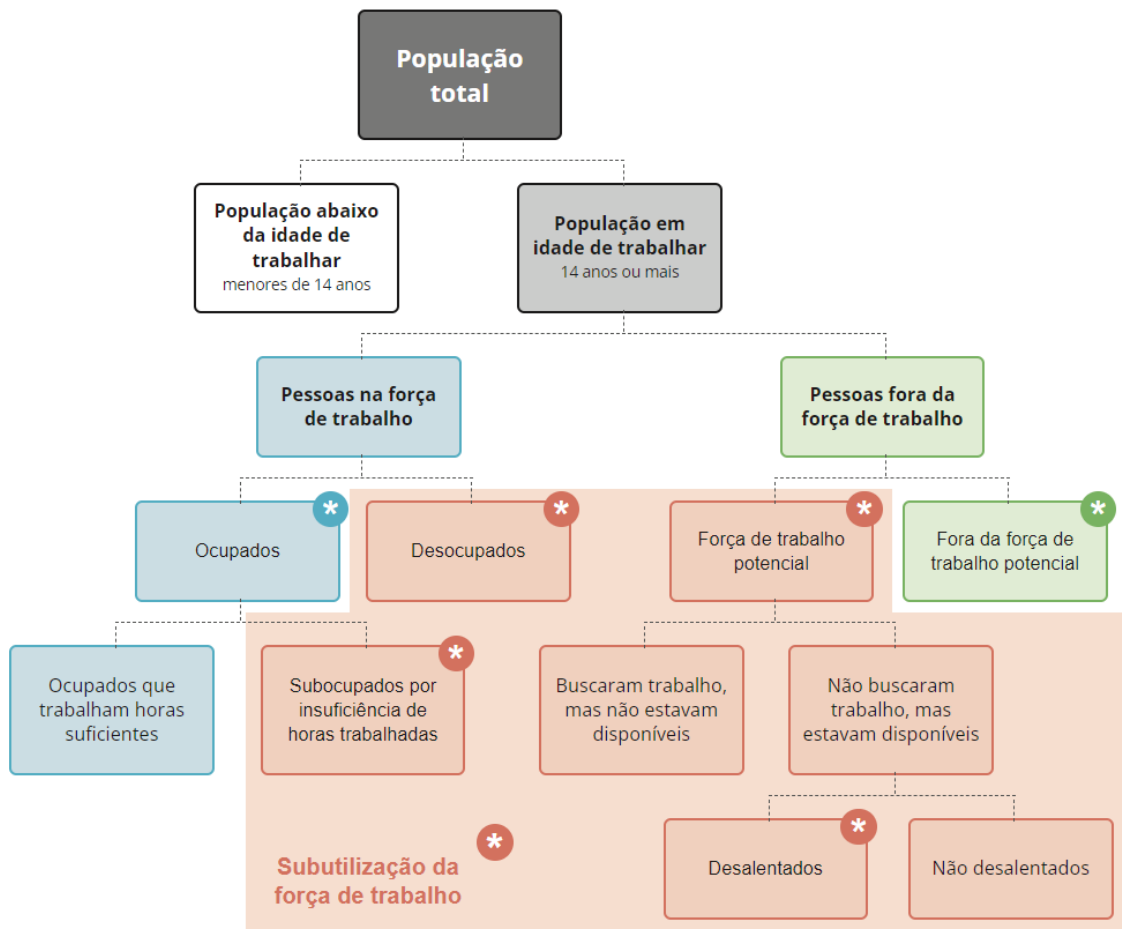 População
total
População abaixo
da idade de
trabalhar
menores de 14 anos
População em
idade de trabalhar
14 anos ou mais
Pessoas na força
de trabalho
Pessoas fora da
força de trabalho
*
Ocupados
*
Desocupados
*
Força de trabalho
potencial
*
Fora da força de
trabalho potencial
Ocupados que
trabalham horas
suficientes
*
Subocupados por
insuficiência de
horas trabalhadas
Buscaram trabalho,
mas não estavam
disponíveis
Não buscaram
trabalho, mas
estavam disponíveis
*
Subutilização da
força de trabalho
*
Desalentados
Não desalentados